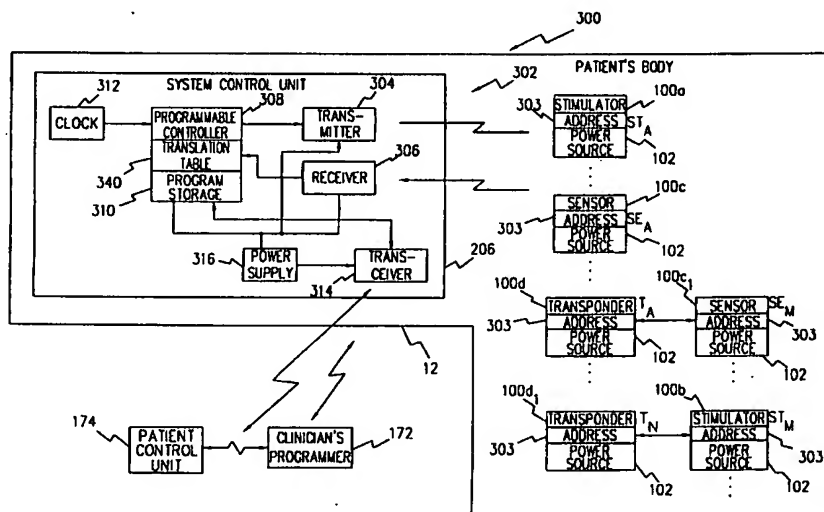 300
PATIENT'S BODY
302
SYSTEM CONTROL UNIT
312
308
304
CLOCK
PROGRAMMABLE
CONTROLLER
TRANS-
MITTER
TRANSLATION
TABLE
306
RECEIVER
340
PROGRAM
STORAGE
310
316
POWER
SUPPLY
TRANS-
CEIVER
314
206
12
174
PATIENT
CONTROL
UNIT
CLINICIAN'S
PROGRAMMER
172
100a
303
STIMULATOR
ADDRESS
POWER
SOURCE
ST A
102
100c
303
SENSOR
ADDRESS
POWER
SOURCE
SE A
102
100d
303
TRANSPONDER
ADDRESS
POWER
SOURCE
T A
102
100c1
SENSOR
ADDRESS
POWER
SOURCE
SE M
303
102
100d1
303
TRANSPONDER
ADDRESS
POWER
SOURCE
T N
102
100b
STIMULATOR
ADDRESS
POWER
SOURCE
ST M
303
102